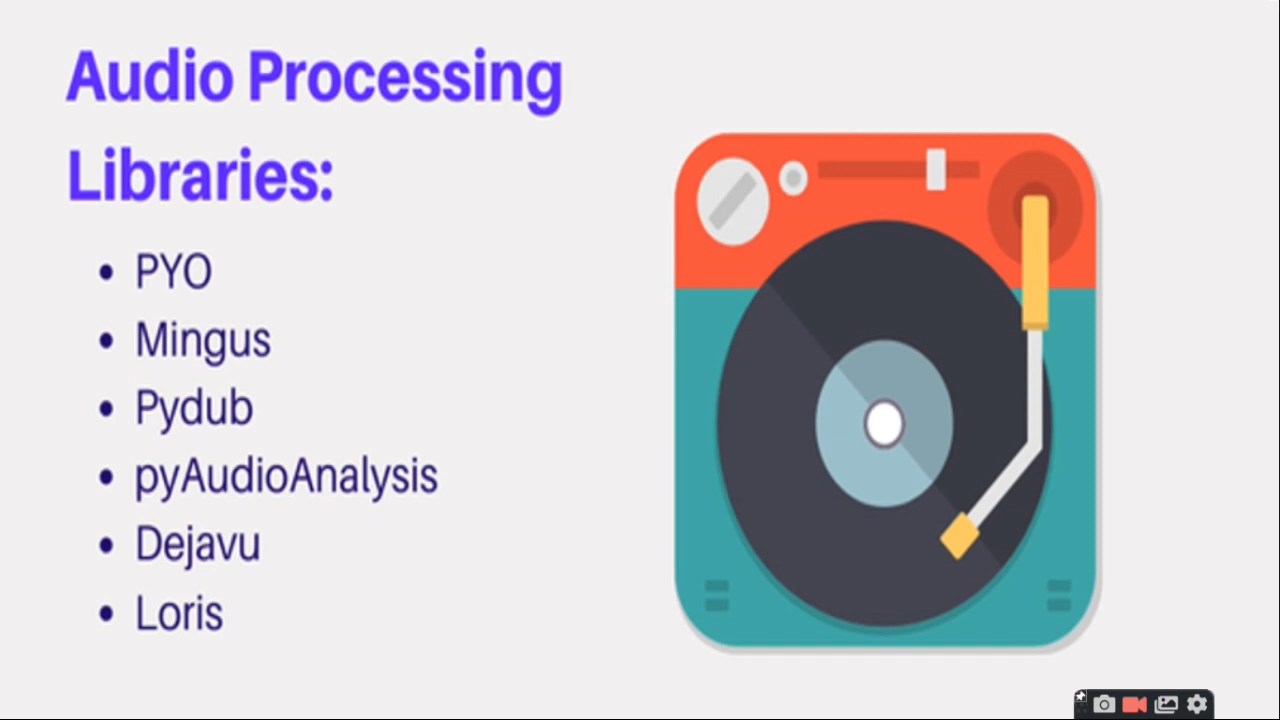 Audio Processing
Libraries:
• PYO
• Mingus
• Pydub
• pyAudioAnalysis
• Dejavu
• Loris